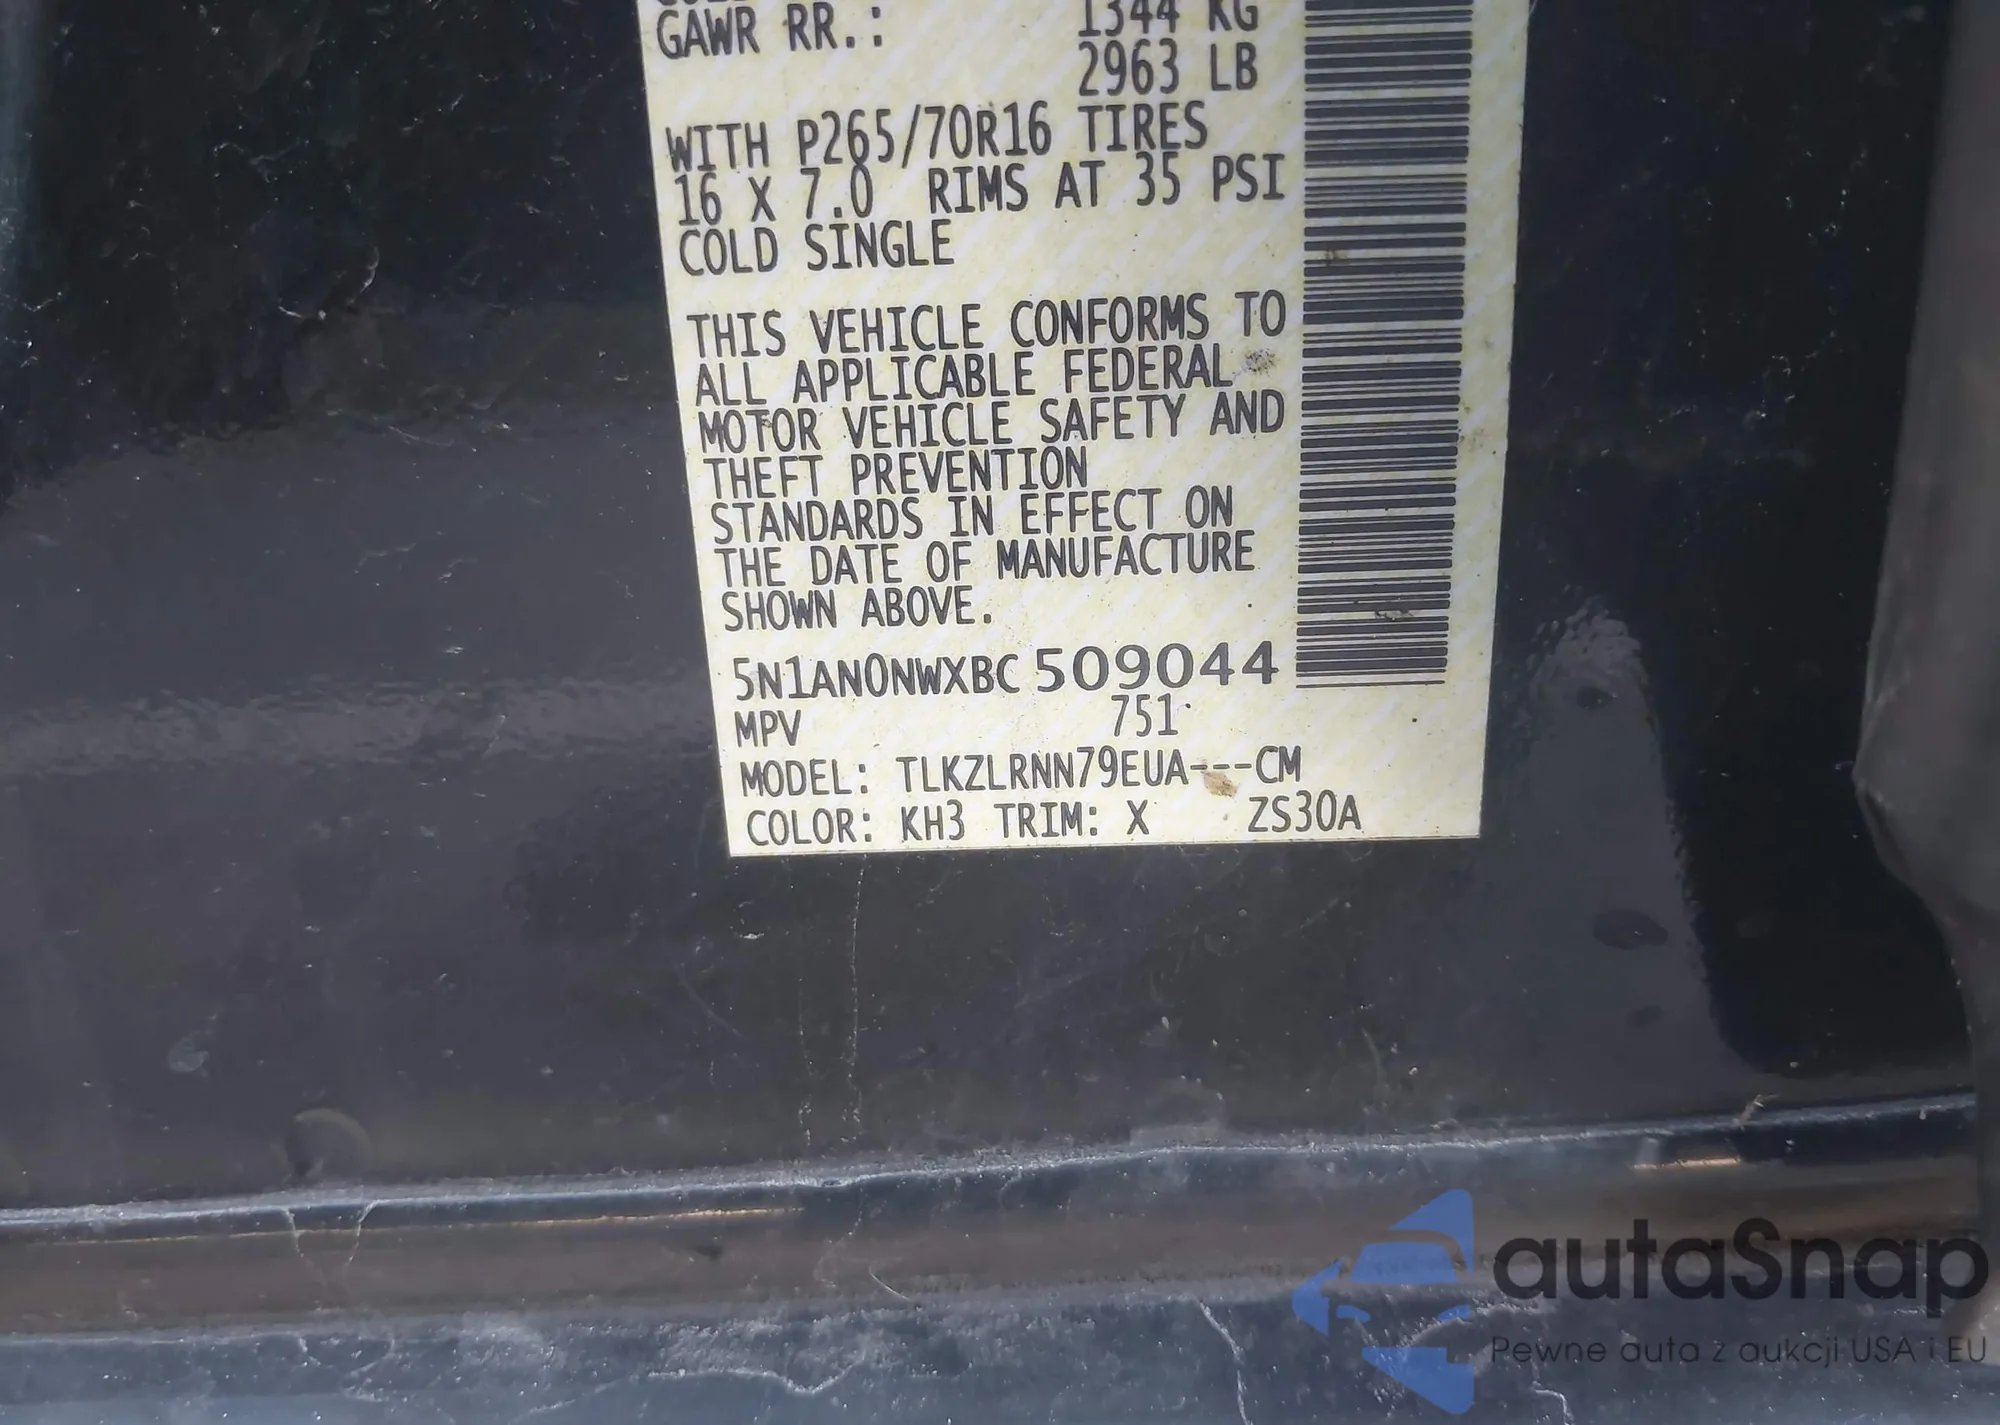 GAWR RR.: 1344 KG
2963 LB
WITH P265/70R16 TIRES
16 X 7.0 RIMS AT 35 PSI
COLD SINGLE
THIS VEHICLE CONFORMS TO
ALL APPLICABLE FEDERAL
MOTOR VEHICLE SAFETY AND
THEFT PREVENTION
STANDARDS IN EFFECT ON
THE DATE OF MANUFACTURE
SHOWN ABOVE.
5N1AN0NWXBC509044
MPV 751
MODEL: TLKZLRNN79EUA---CM
COLOR: KH3 TRIM: X ZS30A
autaSnap
Pewne auta z aukcji USA i EU